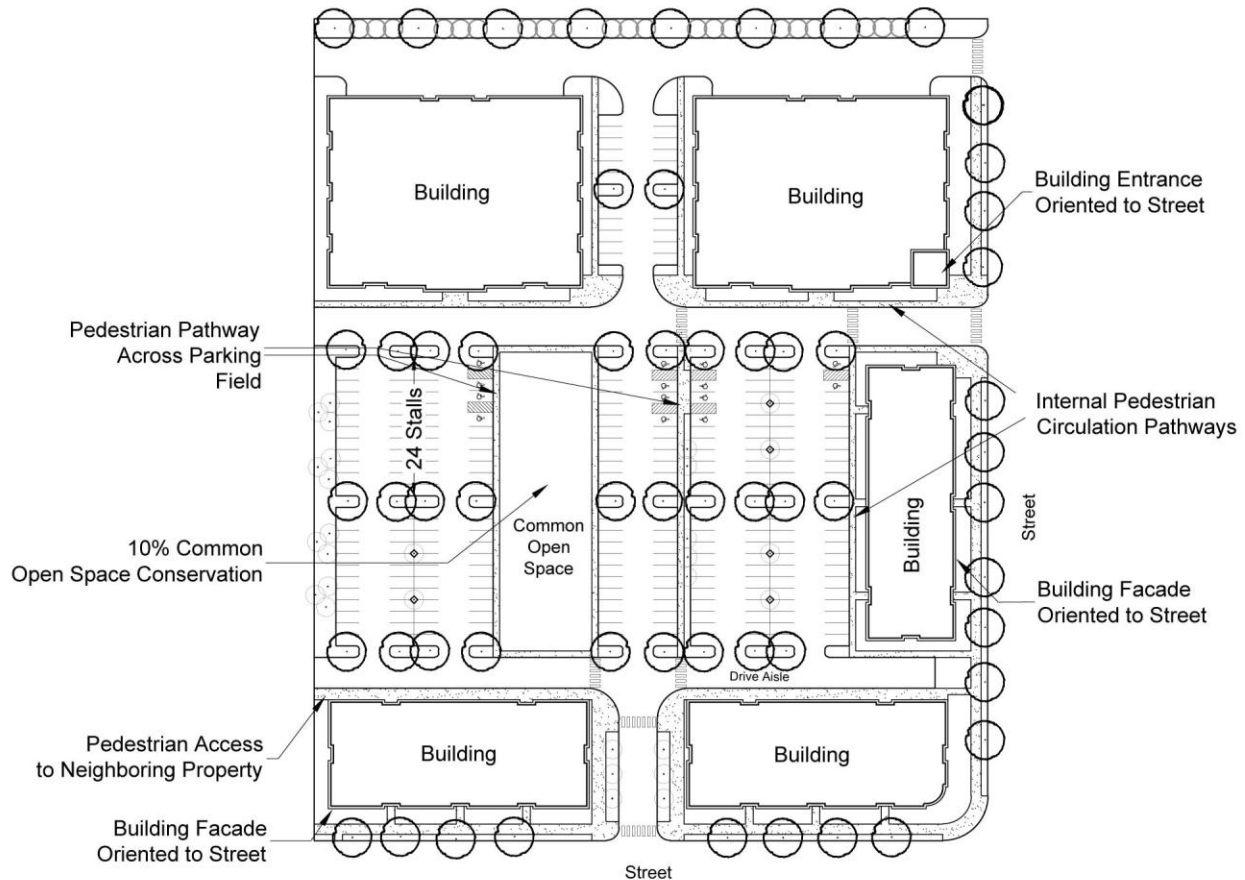 Building
Building
Building Entrance
Oriented to Street
Pedestrian Pathway
Across Parking
Field
24 Stalls
Internal Pedestrian
Circulation Pathways
Common
Open
Space
Building
Street
10% Common
Open Space Conservation
Building Facade
Oriented to Street
Drive Aisle
Pedestrian Access
to Neighboring Property
Building
Building
Building Facade
Oriented to Street
Street